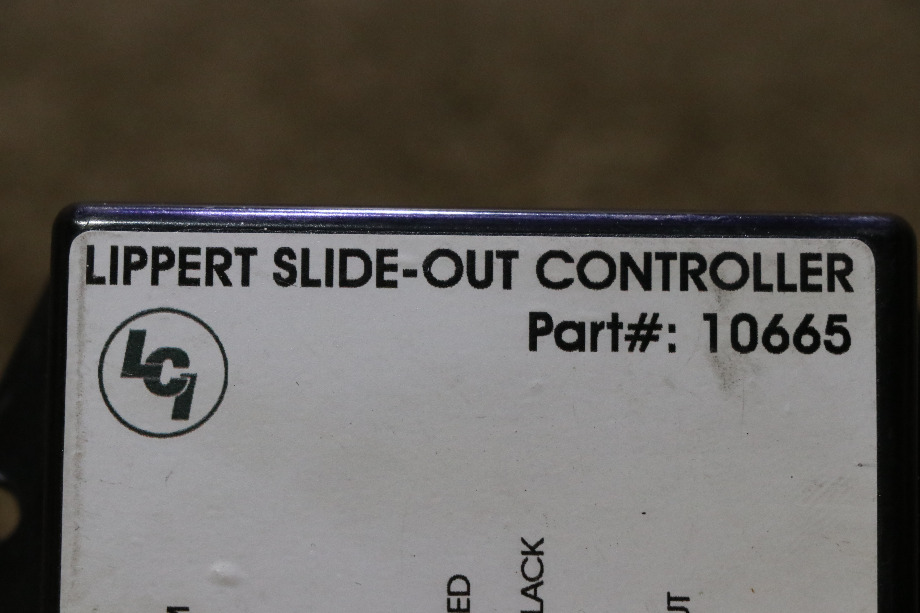 LIPPERT SLIDE-OUT CONTROLLER
Part#: 10665
LCI